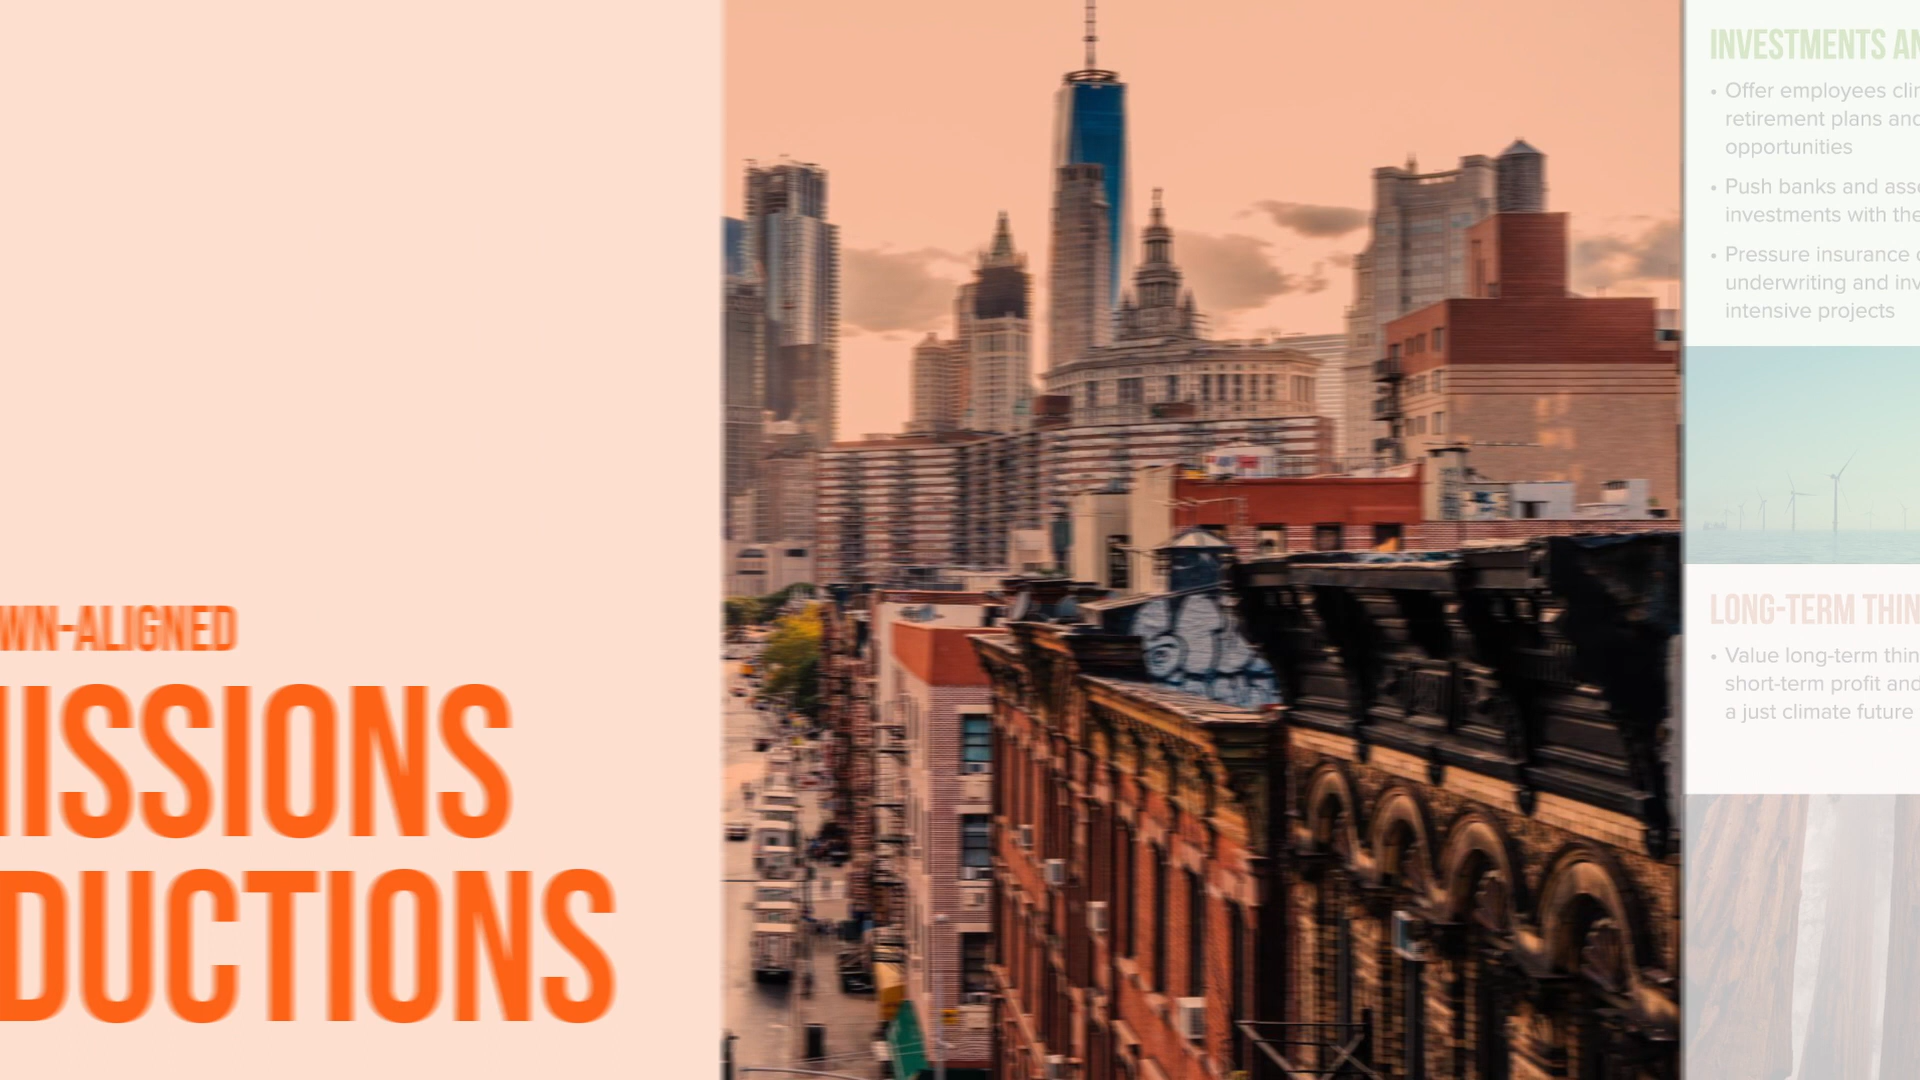 WN-ALIGNED
ISSIONS
DUCTIONS
INVESTMENTS AN
• Offer employees clim
retirement plans and
opportunities
• Push banks and asse
investments with the
• Pressure insurance c
underwriting and inv
intensive projects
LONG-TERM THIN
• Value long-term thin
short-term profit and
a just climate future